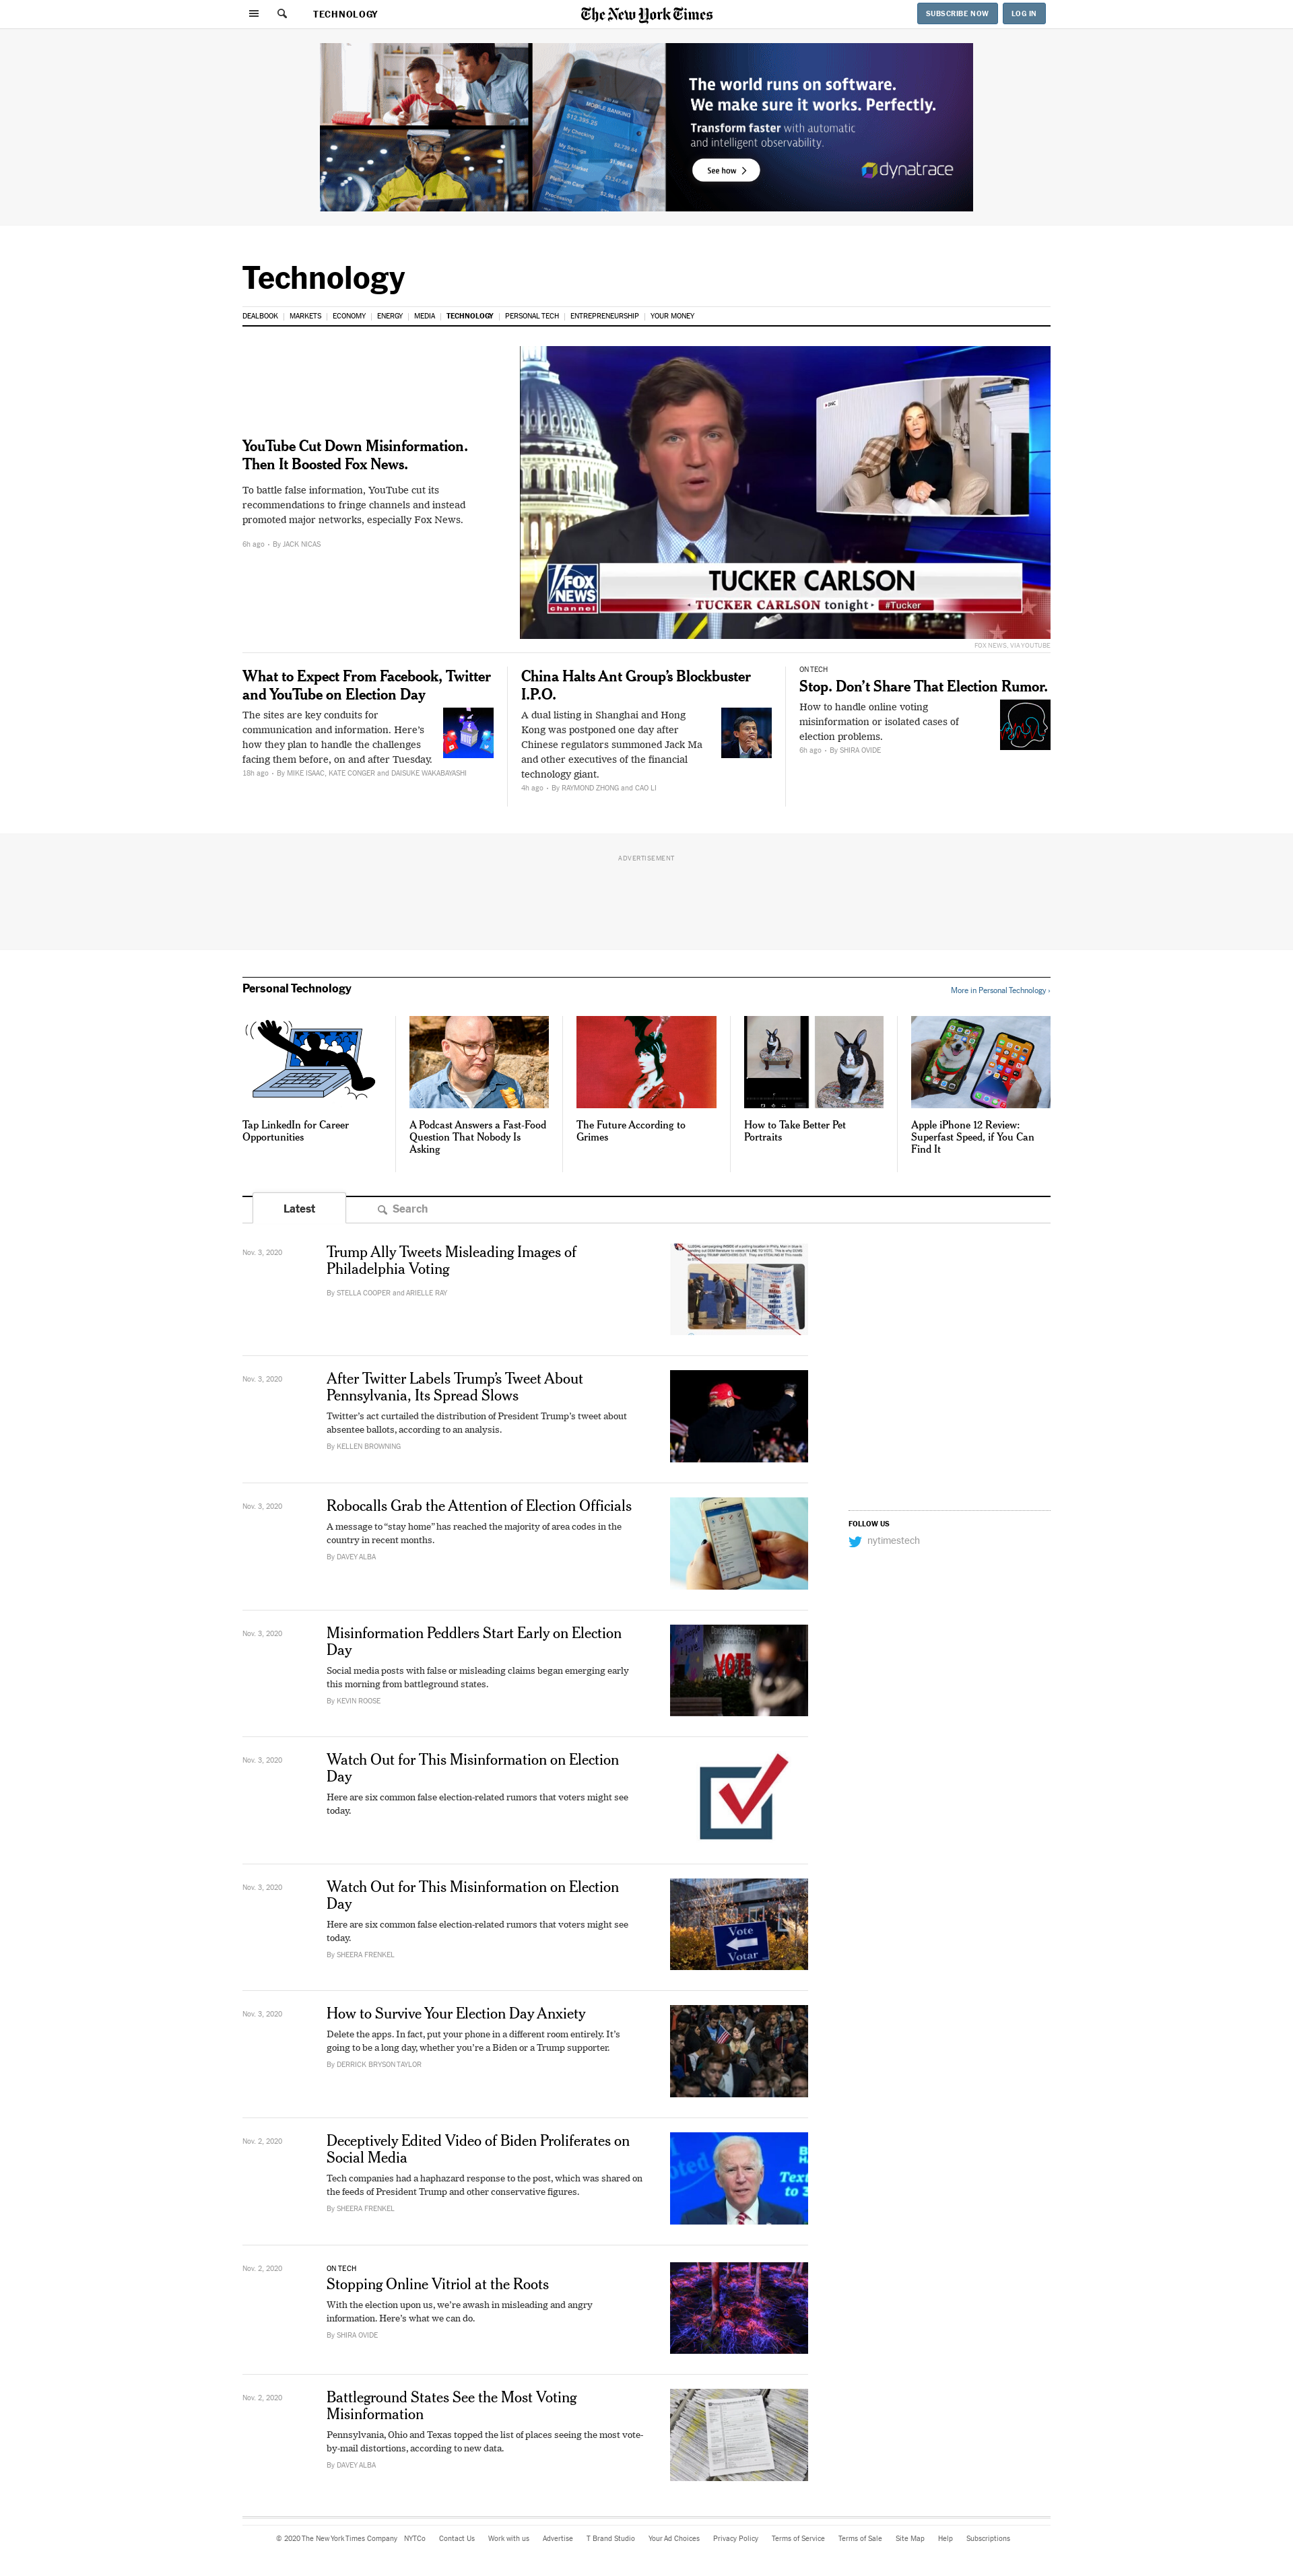 TECHNOLOGY
The New York Times
SUBSCRIBE NOW
LOG IN
MOBILE BANKING
$12,395.25
My Checking
My Savings
The world runs on software.
We make sure it works. Perfectly.
Transform faster with automatic
and intelligent observability.
See how >
dynatrace
Technology
DEALBOOK | MARKETS | ECONOMY | ENERGY | MEDIA | TECHNOLOGY | PERSONAL TECH | ENTREPRENEURSHIP | YOUR MONEY
YouTube Cut Down Misinformation.
Then It Boosted Fox News.
To battle false information, YouTube cut its
recommendations to fringe channels and instead
promoted major networks, especially Fox News.
6h ago · By JACK NICAS
FOX
NEWS
channel
TUCKER CARLSON
TUCKER CARLSON tonight
#Tucker
FOX NEWS, VIA YOUTUBE
What to Expect From Facebook, Twitter
and YouTube on Election Day
The sites are key conduits for
communication and information. Here's
how they plan to handle the challenges
facing them before, on and after Tuesday.
18h ago · By MIKE ISAAC, KATE CONGER and DAISUKE WAKABAYASHI
China Halts Ant Group's Blockbuster
I.P.O.
A dual listing in Shanghai and Hong
Kong was postponed one day after
Chinese regulators summoned Jack Ma
and other executives of the financial
technology giant.
4h ago · By RAYMOND ZHONG and CAO LI
ON TECH
Stop. Don't Share That Election Rumor.
How to handle online voting
misinformation or isolated cases of
election problems.
6h ago · By SHIRA OVIDE
ADVERTISEMENT
Personal Technology
More in Personal Technology ›
Tap LinkedIn for Career
Opportunities
A Podcast Answers a Fast-Food
Question That Nobody Is
Asking
The Future According to
Grimes
How to Take Better Pet
Portraits
Apple iPhone 12 Review:
Superfast Speed, if You Can
Find It
Latest
Search
Nov. 3, 2020
Trump Ally Tweets Misleading Images of
Philadelphia Voting
By STELLA COOPER and ARIELLE RAY
Nov. 3, 2020
After Twitter Labels Trump's Tweet About
Pennsylvania, Its Spread Slows
Twitter's act curtailed the distribution of President Trump's tweet about
absentee ballots, according to an analysis.
By KELLEN BROWNING
Nov. 3, 2020
Robocalls Grab the Attention of Election Officials
A message to "stay home" has reached the majority of area codes in the
country in recent months.
By DAVEY ALBA
FOLLOW US
nytimestech
Nov. 3, 2020
Misinformation Peddlers Start Early on Election
Day
Social media posts with false or misleading claims began emerging early
this morning from battleground states.
By KEVIN ROOSE
VOTE
Nov. 3, 2020
Watch Out for This Misinformation on Election
Day
Here are six common false election-related rumors that voters might see
today.
Nov. 3, 2020
Watch Out for This Misinformation on Election
Day
Here are six common false election-related rumors that voters might see
today.
By SHEERA FRENKEL
Vote
Votar
Nov. 3, 2020
How to Survive Your Election Day Anxiety
Delete the apps. In fact, put your phone in a different room entirely. It's
going to be a long day, whether you're a Biden or a Trump supporter.
By DERRICK BRYSON TAYLOR
Nov. 2, 2020
Deceptively Edited Video of Biden Proliferates on
Social Media
Tech companies had a haphazard response to the post, which was shared on
the feeds of President Trump and other conservative figures.
By SHEERA FRENKEL
Nov. 2, 2020
ON TECH
Stopping Online Vitriol at the Roots
With the election upon us, we're awash in misleading and angry
information. Here's what we can do.
By SHIRA OVIDE
Nov. 2, 2020
Battleground States See the Most Voting
Misinformation
Pennsylvania, Ohio and Texas topped the list of places seeing the most vote-
by-mail distortions, according to new data.
By DAVEY ALBA
© 2020 The New York Times Company NYTCo Contact Us Work with us Advertise T Brand Studio Your Ad Choices Privacy Policy Terms of Service Terms of Sale Site Map Help Subscriptions